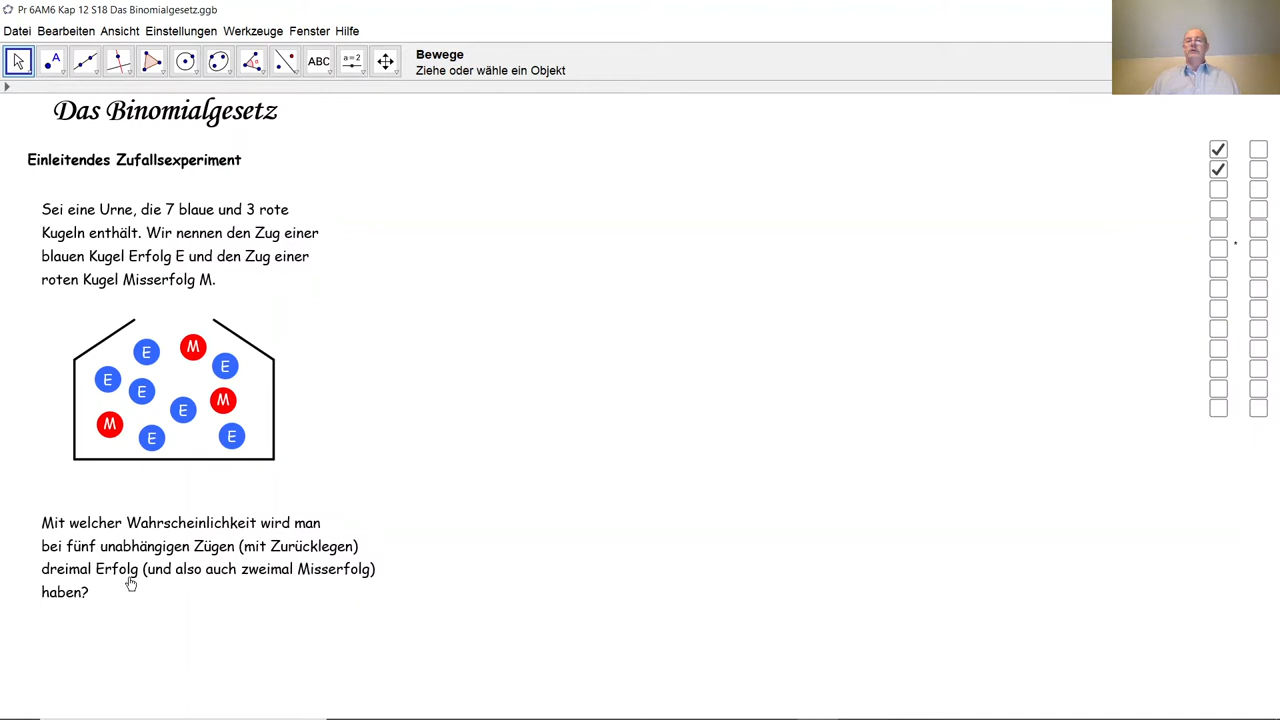 Pr 6AM6 Kap 12 S18 Das Binomialgesetz.ggb
Datei Bearbeiten Ansicht Einstellungen Werkzeuge Fenster Hilfe
A
ABC
a=2
Bewege
Ziehe oder wähle ein Objekt
Das Binomialgesetz
Einleitendes Zufallsexperiment
Sei eine Urne, die 7 blaue und 3 rote
Kugeln enthält. Wir nennen den Zug einer
blauen Kugel Erfolg E und den Zug einer
roten Kugel Misserfolg M.
E M E
E E M
E
M E E
Mit welcher Wahrscheinlichkeit wird man
bei fünf unabhängigen Zügen (mit Zurücklegen)
dreimal Erfolg (und also auch zweimal Misserfolg)
haben?